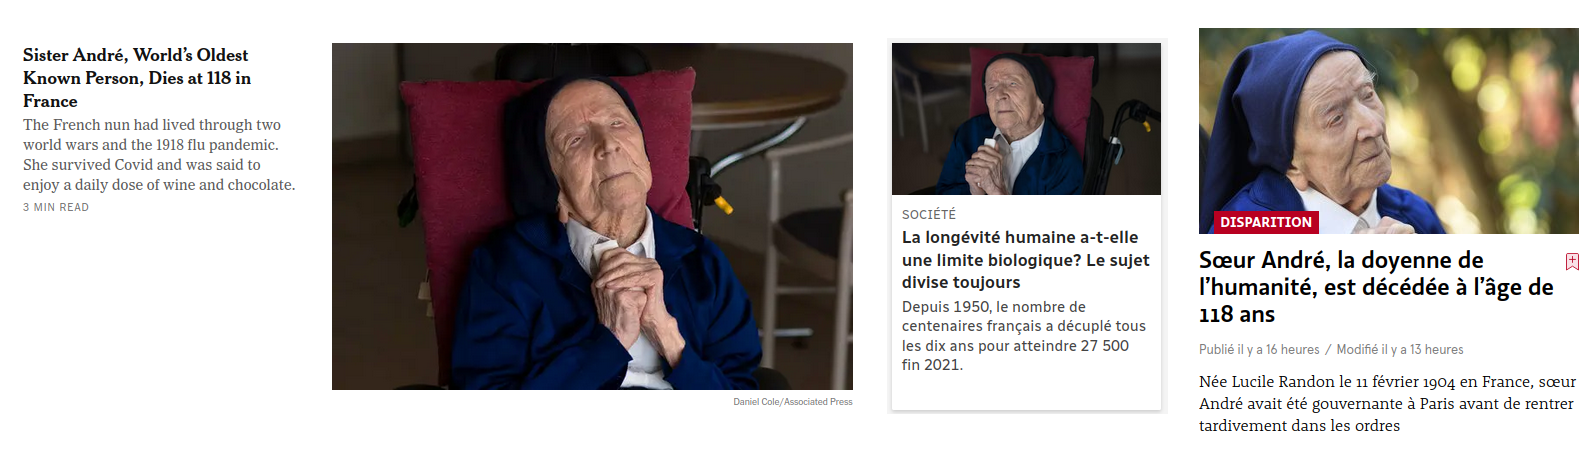 Sister André, World’s Oldest
Known Person, Dies at 118 in
France
The French nun had lived through two
world wars and the 1918 flu pandemic.
She survived Covid and was said to
enjoy a daily dose of wine and chocolate.
3 MIN READ
Daniel Cole/Associated Press
SOCIÉTÉ
La longévité humaine a-t-elle
une limite biologique? Le sujet
divise toujours
Depuis 1950, le nombre de
centenaires français a décuplé tous
les dix ans pour atteindre 27 500
fin 2021.
DISPARITION
Sœur André, la doyenne de
l’humanité, est décédée à l’âge de
118 ans
Publié il y a 16 heures / Modifié il y a 13 heures
Née Lucile Randon le 11 février 1904 en France, sœur
André avait été gouvernante à Paris avant de rentrer
tardivement dans les ordres